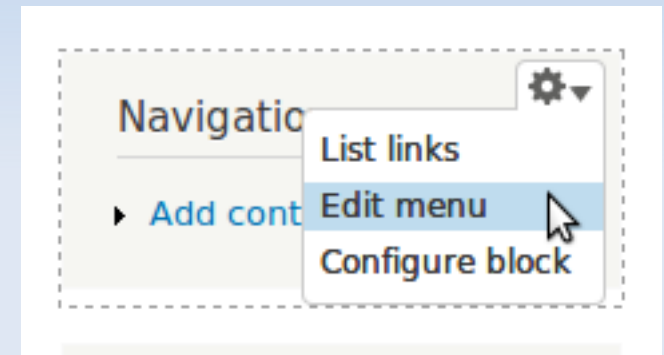 Navigatio
List links
Edit menu
Add cont
Configure block